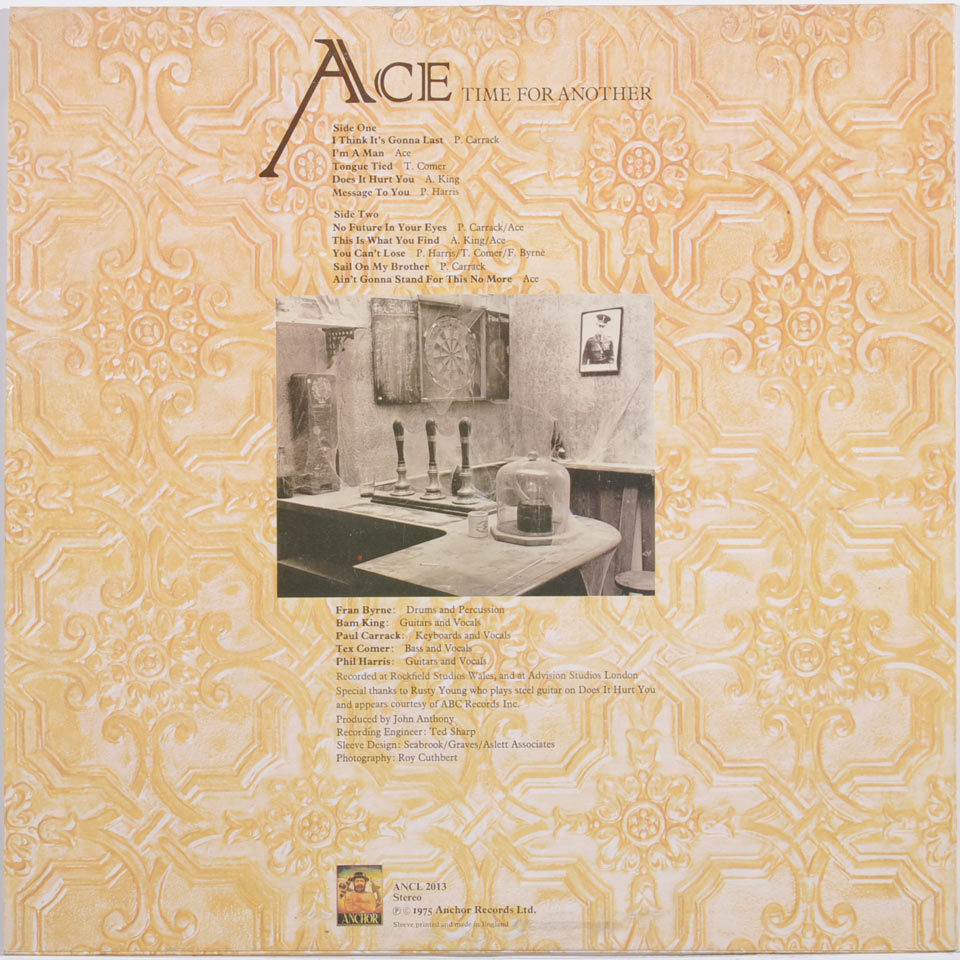 ACE TIME FOR ANOTHER
Side One
I Think It's Gonna Last P. Carrack
I'm A Man Ace
Tongue Tied T. Comer
Does It Hurt You A. King
Message To You P. Harris
Side Two
No Future In Your Eyes P. Carrack/Ace
This Is What You Find A. King/Ace
You Can't Lose P. Harris/T. Comer/F. Byrne
Sail On My Brother P. Carrack
Ain't Gonna Stand For This No More Ace
Fran Byrne: Drums and Percussion
Bam King: Guitars and Vocals
Paul Carrack: Keyboards and Vocals
Tex Comer: Bass and Vocals
Phil Harris: Guitars and Vocals
Recorded at Rockfield Studios Wales, and at Advision Studios London
Special thanks to Rusty Young who plays steel guitar on Does It Hurt You
and appears courtesy of ABC Records Inc.
Produced by John Anthony
Recording Engineer: Ted Sharp
Sleeve Design: Seabrook/Graves/Aslett Associates
Photography: Roy Cuthbert
ANCHOR
ANCL 2013
Stereo
℗ © 1975 Anchor Records Ltd.
Sleeve printed and made in England